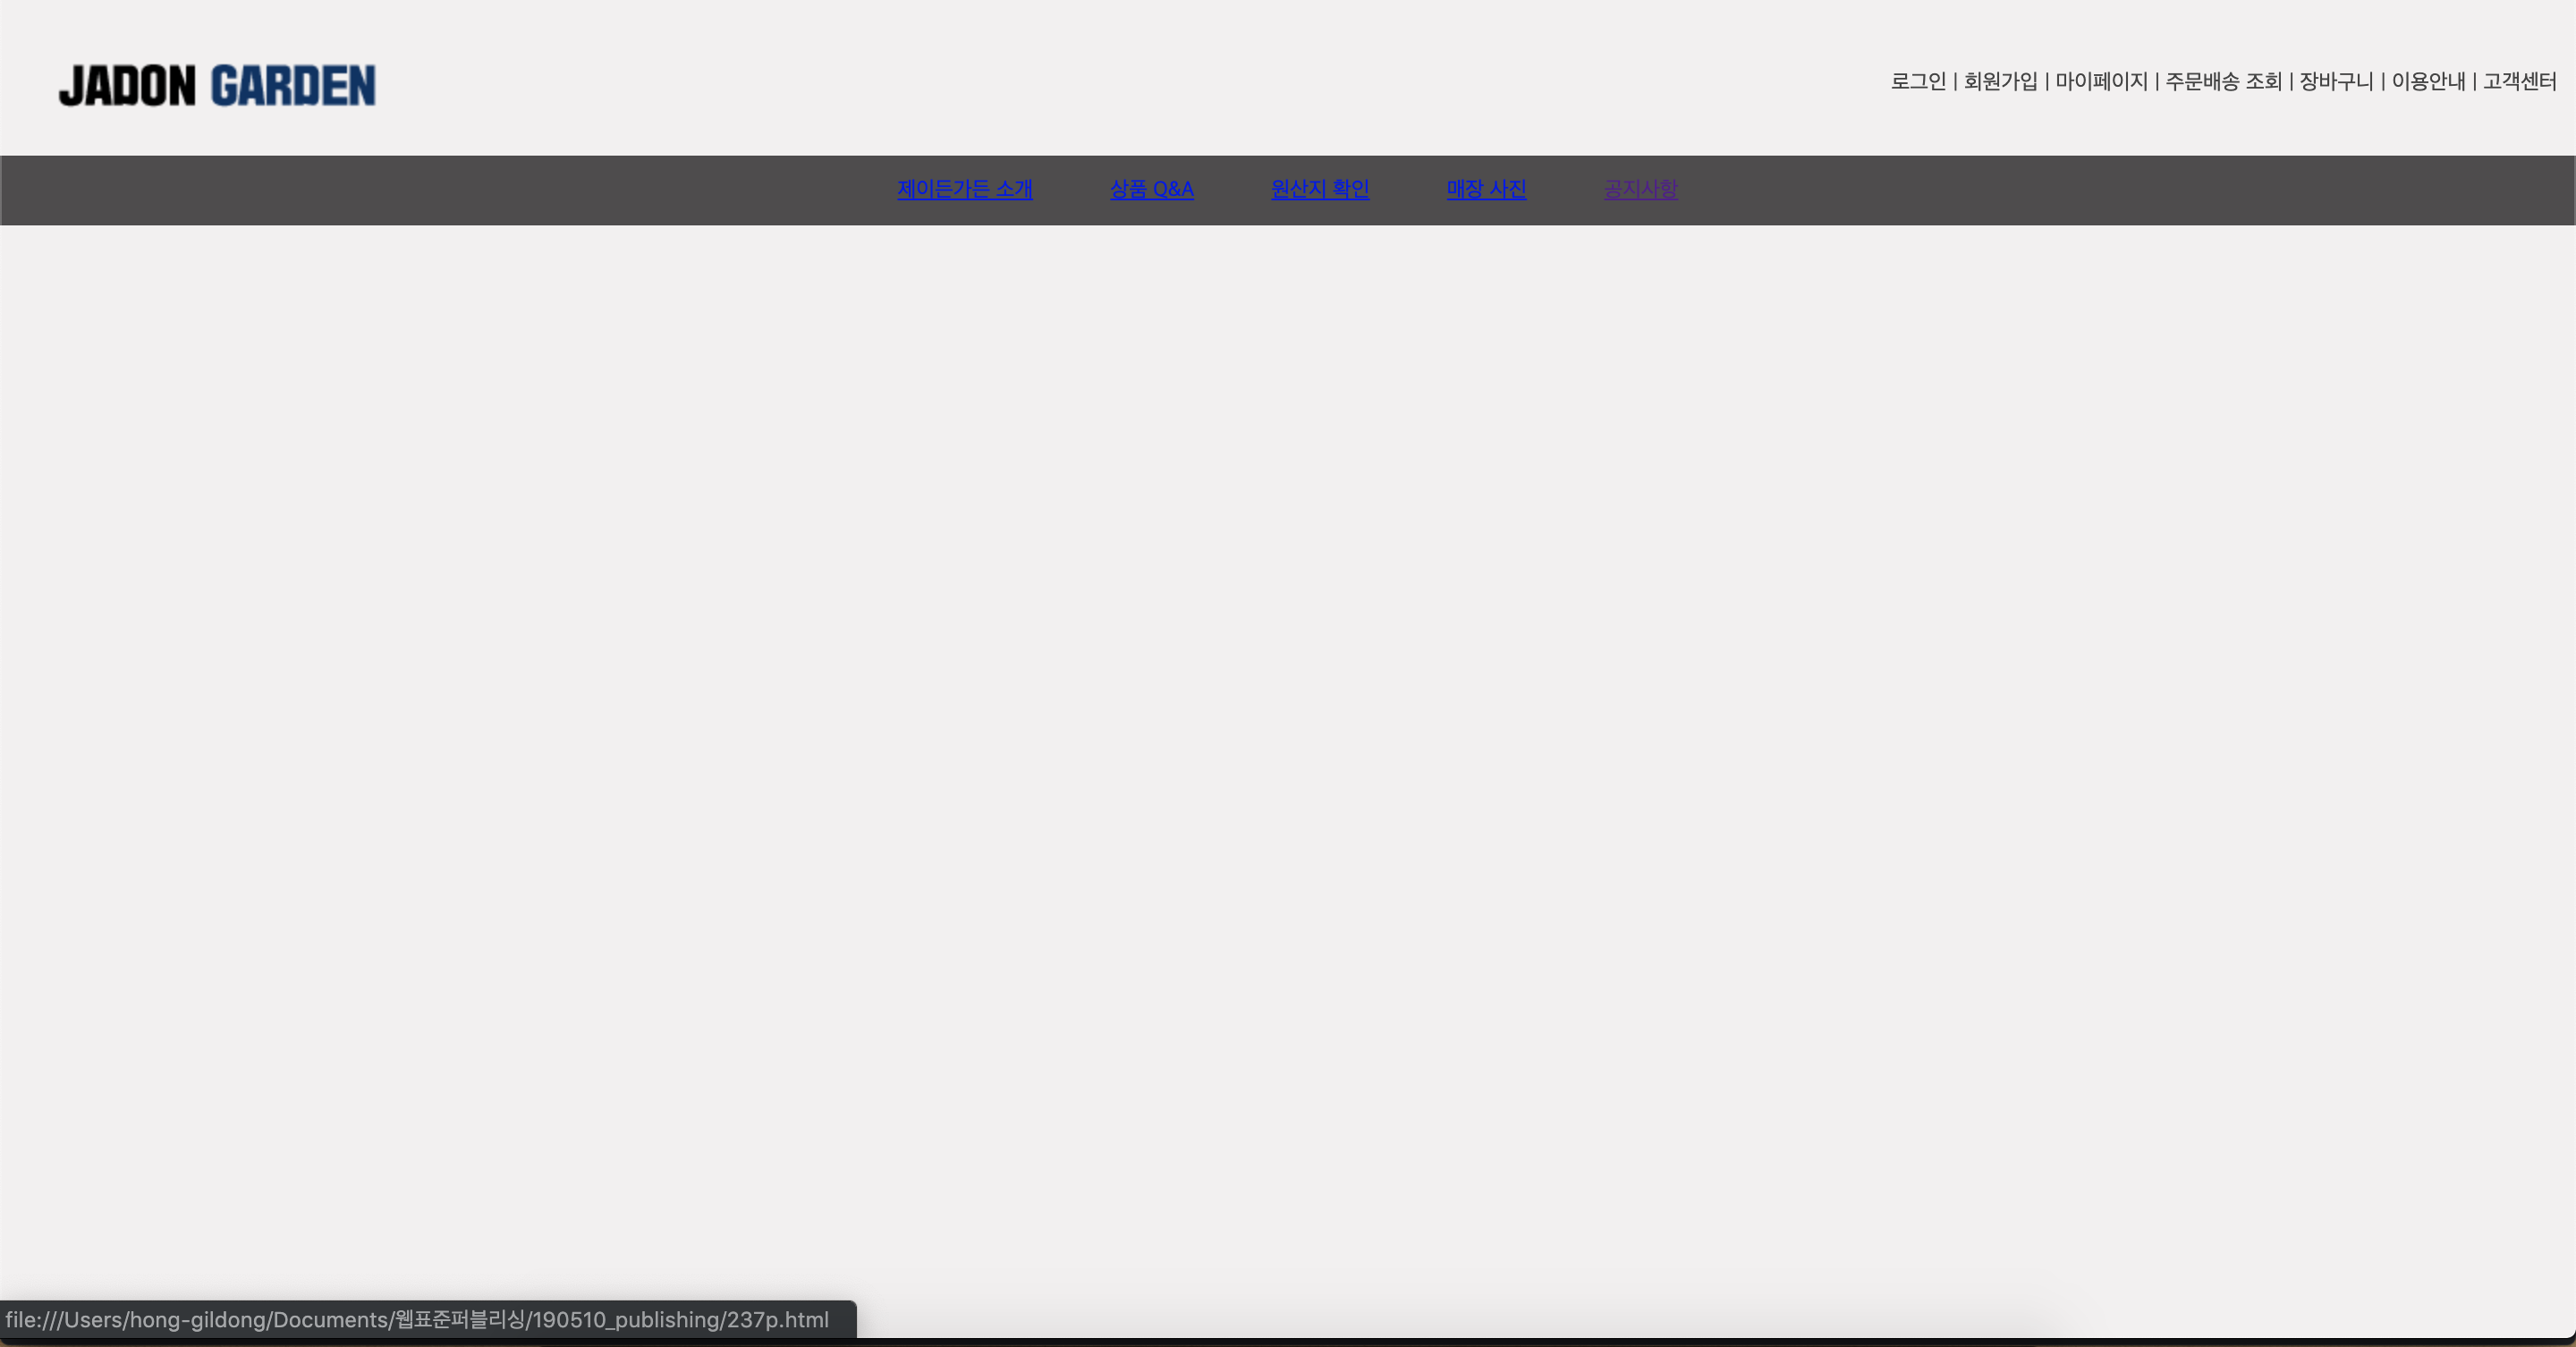 JADON GARDEN
로그인 | 회원가입 | 마이페이지 | 주문배송 조회 | 장바구니 | 이용안내 | 고객센터
제이든가든 소개 상품 Q&A 원산지 확인 매장 사진 공지사항
file:///Users/hong-gildong/Documents/웹표준퍼블리싱/190510_publishing/237p.html